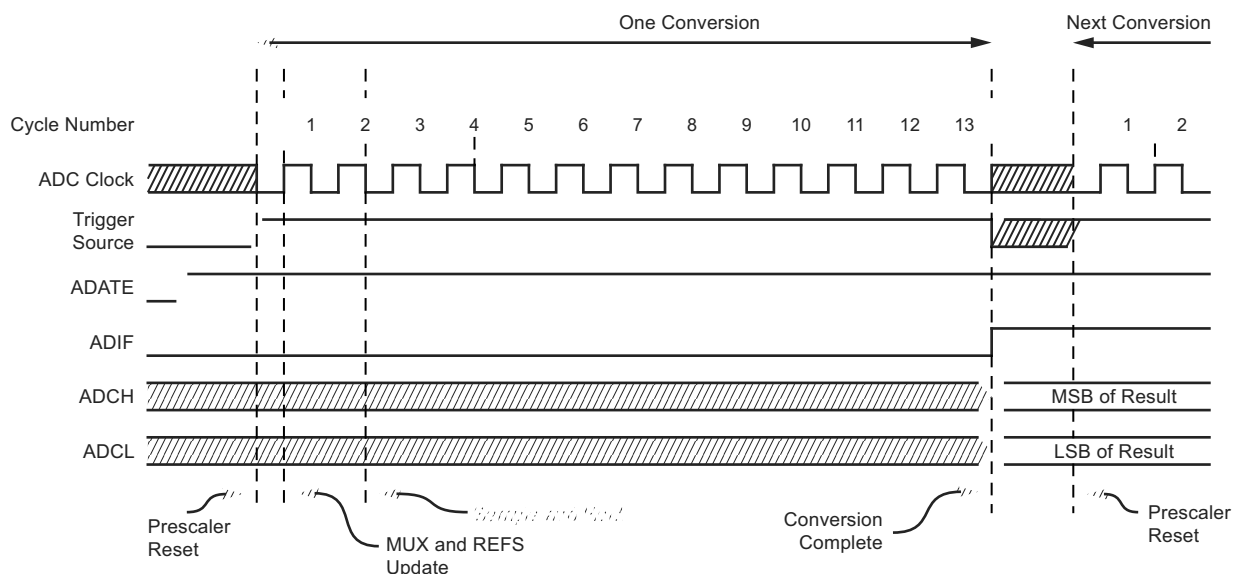 One Conversion
Next Conversion
Cycle Number
1 2 3 4 5 6 7 8 9 10 11 12 13 1 2
ADC Clock
Trigger
Source
ADATE
ADIF
ADCH
MSB of Result
ADCL
LSB of Result
Prescaler
Reset
MUX and REFS
Update
Conversion
Complete
Prescaler
Reset